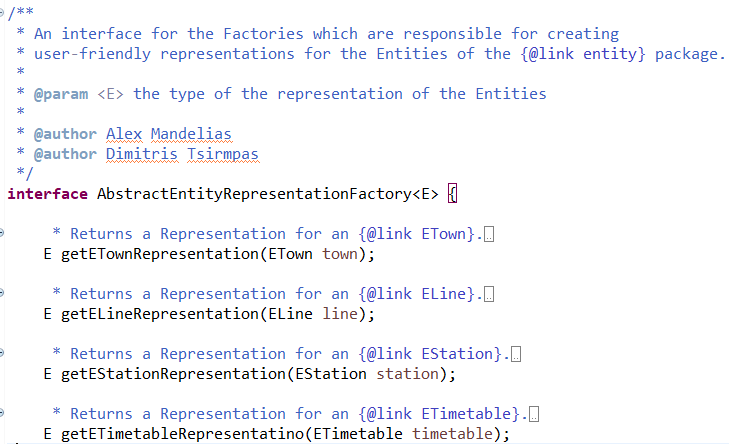 /**
 * An interface for the Factories which are responsible for creating
 * user-friendly representations for the Entities of the {@link entity} package.
 *
 * @param <E> the type of the representation of the Entities
 *
 * @author Alex Mandelias
 * @author Dimitris Tsirmpas
 */
interface AbstractEntityRepresentationFactory<E> {
* Returns a Representation for an {@link ETown}.
E getETownRepresentation(ETown town);
* Returns a Representation for an {@link ELine}.
E getELineRepresentation(ELine line);
* Returns a Representation for an {@link EStation}.
E getEStationRepresentation(EStation station);
* Returns a Representation for an {@link ETimetable}.
E getETimetableRepresentatino(ETimetable timetable);